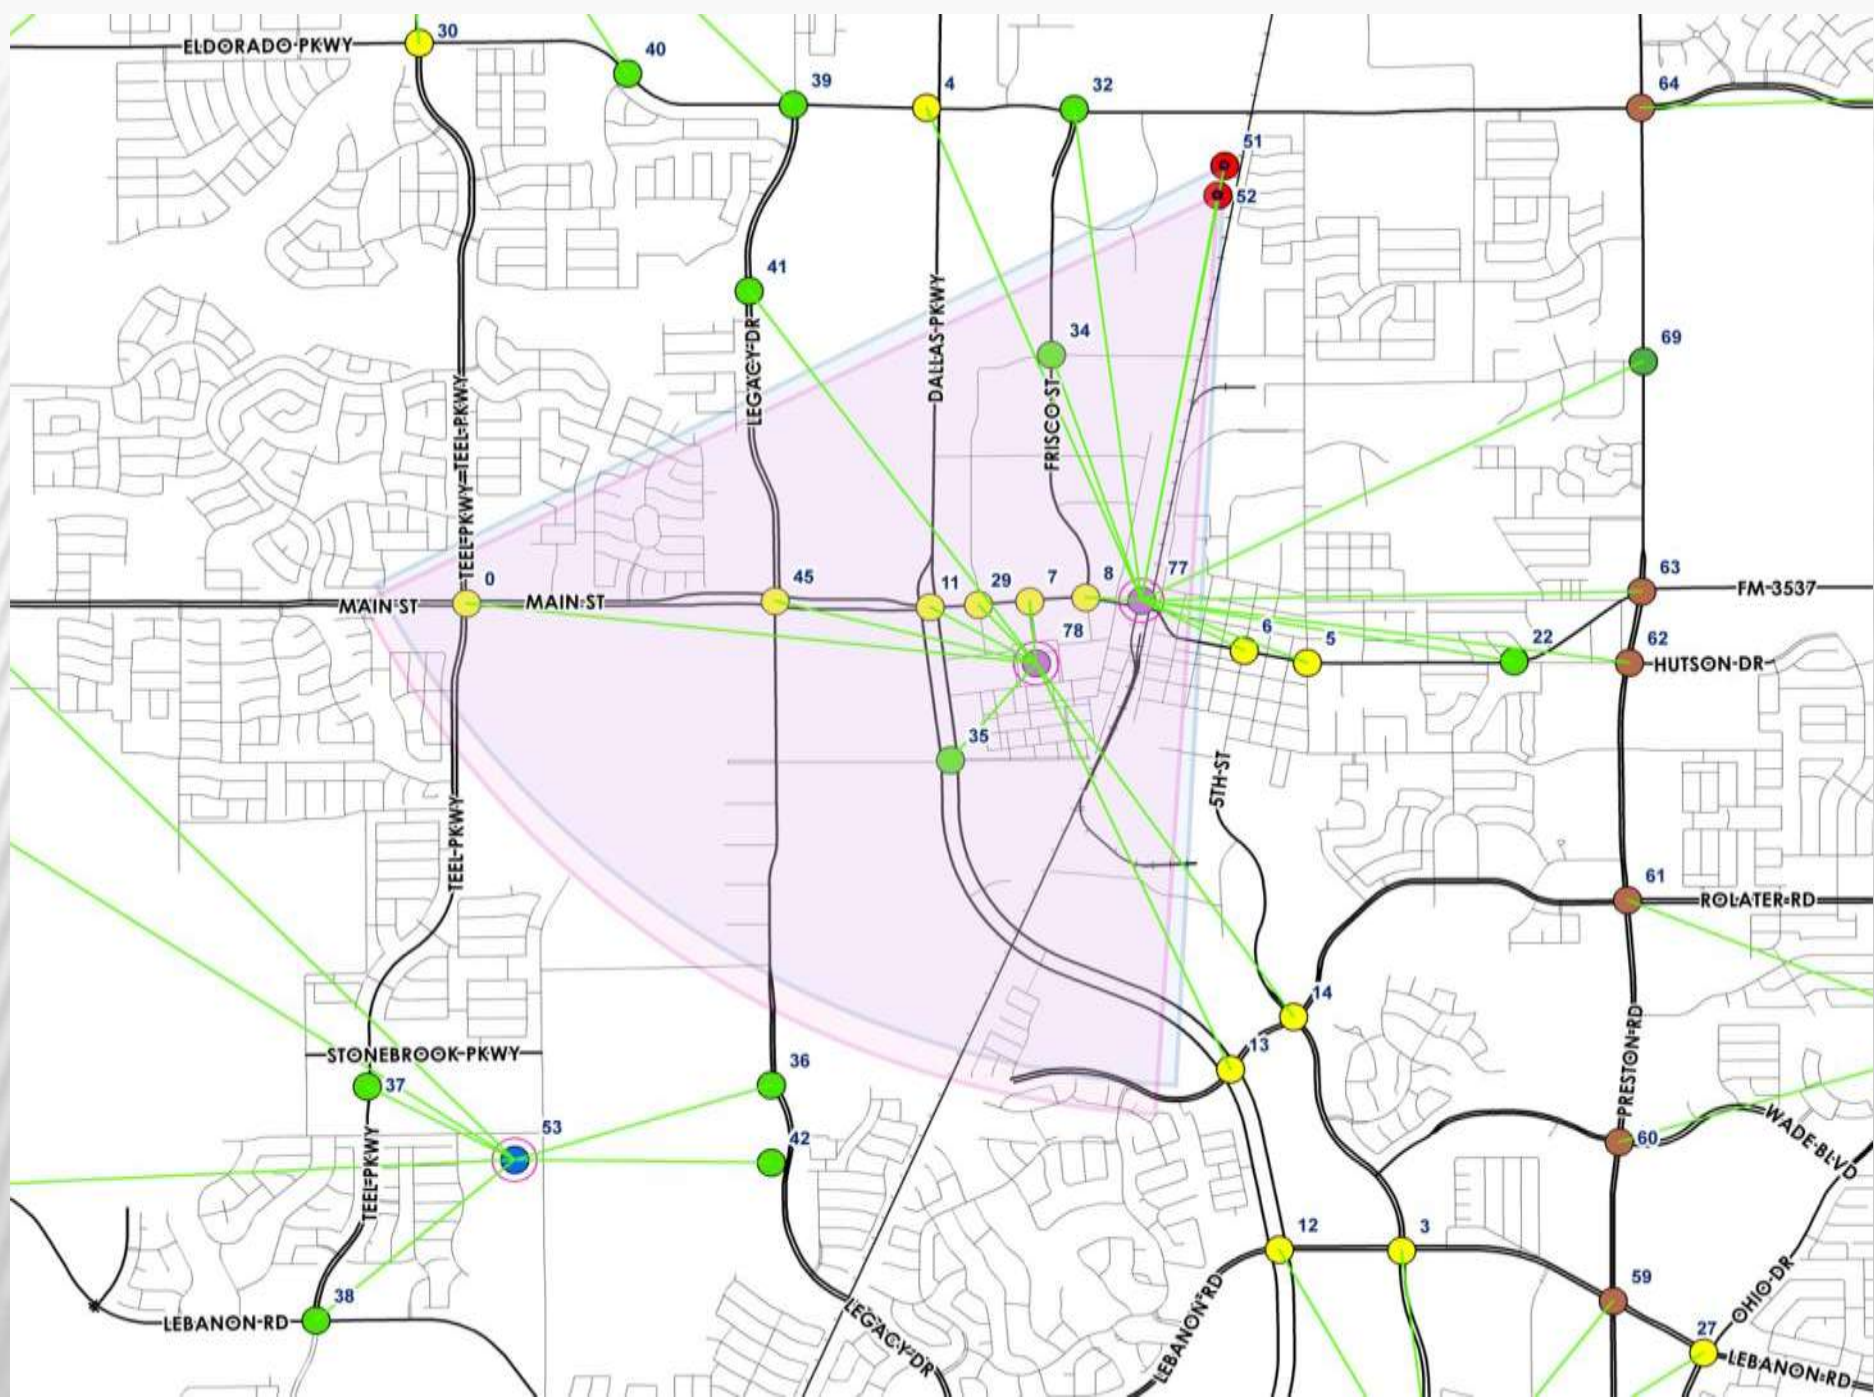 30
ELDORADO PKWY
40
39
4
32
64
51
52
41
34
69
DALLAS PKWY
LEGACY DR
TEEL PKWY
TEEL PKWY
TEEL PKWY
FRISCO ST
0
45
11
29
7
8
77
63
MAIN ST
MAIN ST
FM-3537
78
6
5
22
62
HUTSON DR
35
5TH ST
TEEL PKWY
61
ROLATER RD
14
13
STONEBROOK PKWY
37
36
PRESTON RD
53
42
60
WADE BLVD
TEEL PKWY
12
3
38
59
LEBANON RD
LEGACY DR
LEBANON RD
OHIO DR
27
LEBANON RD